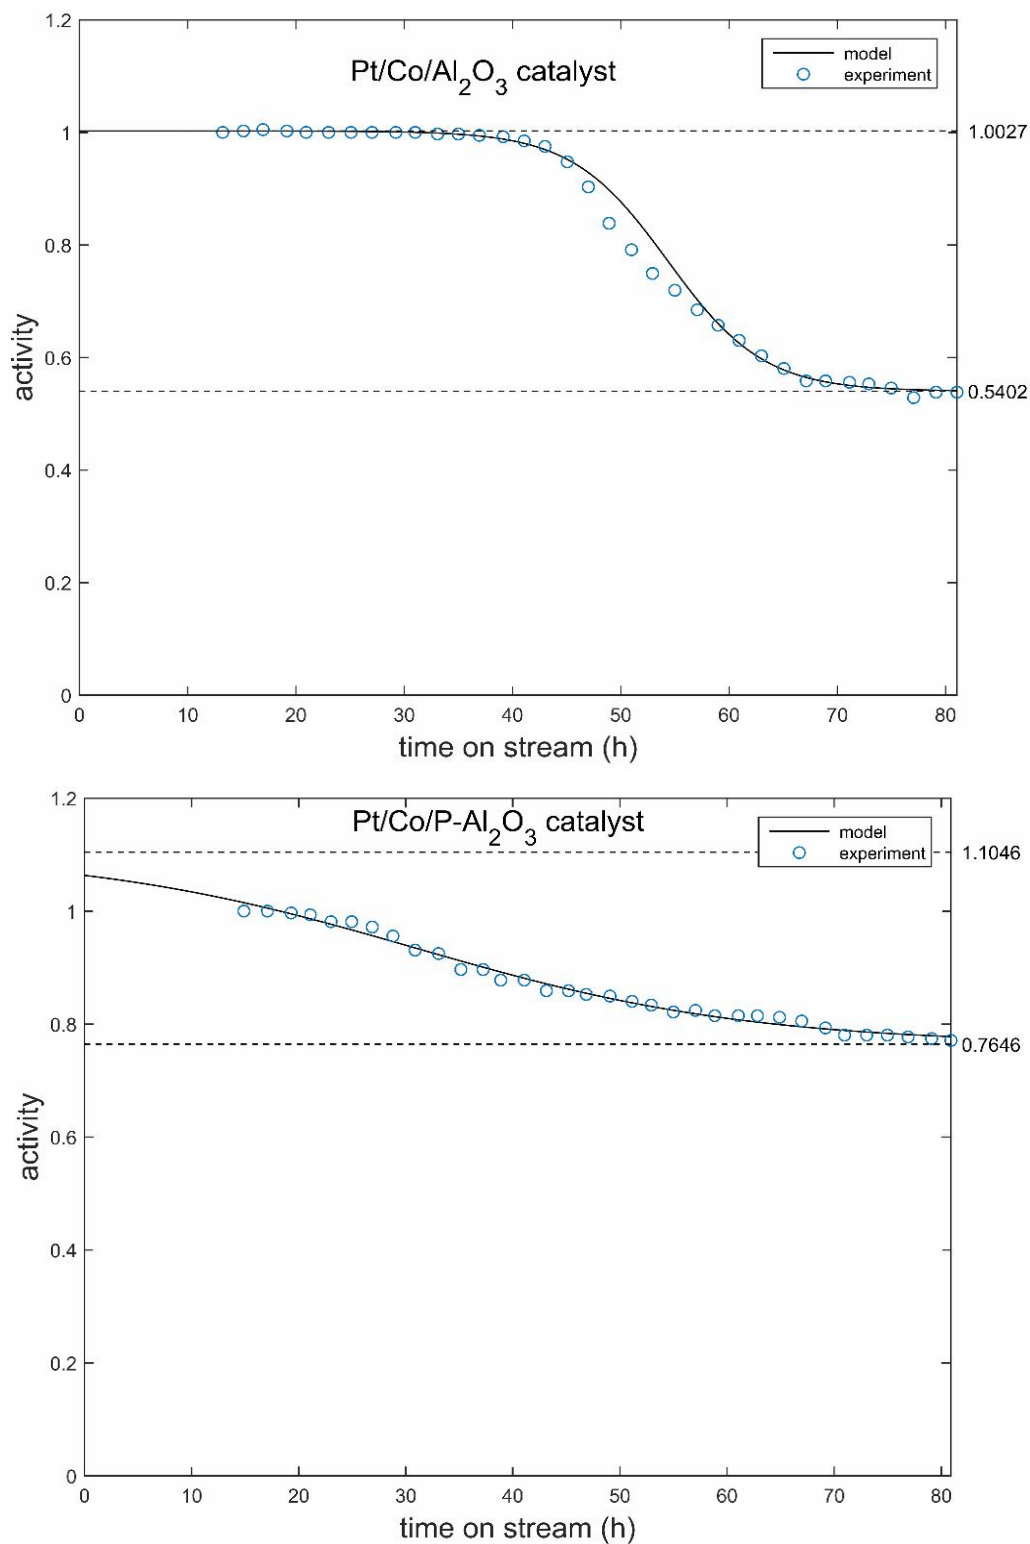 1.2
Pt/Co/Al2O3 catalyst
model
experiment
1
1.0027
0.8
0.6
0.5402
0.4
0.2
0
activity
0 10 20 30 40 50 60 70 80
time on stream (h)
1.2
Pt/Co/P-Al2O3 catalyst
model
experiment
1.1046
1
0.8
0.7646
0.6
0.4
0.2
0
activity
0 10 20 30 40 50 60 70 80
time on stream (h)